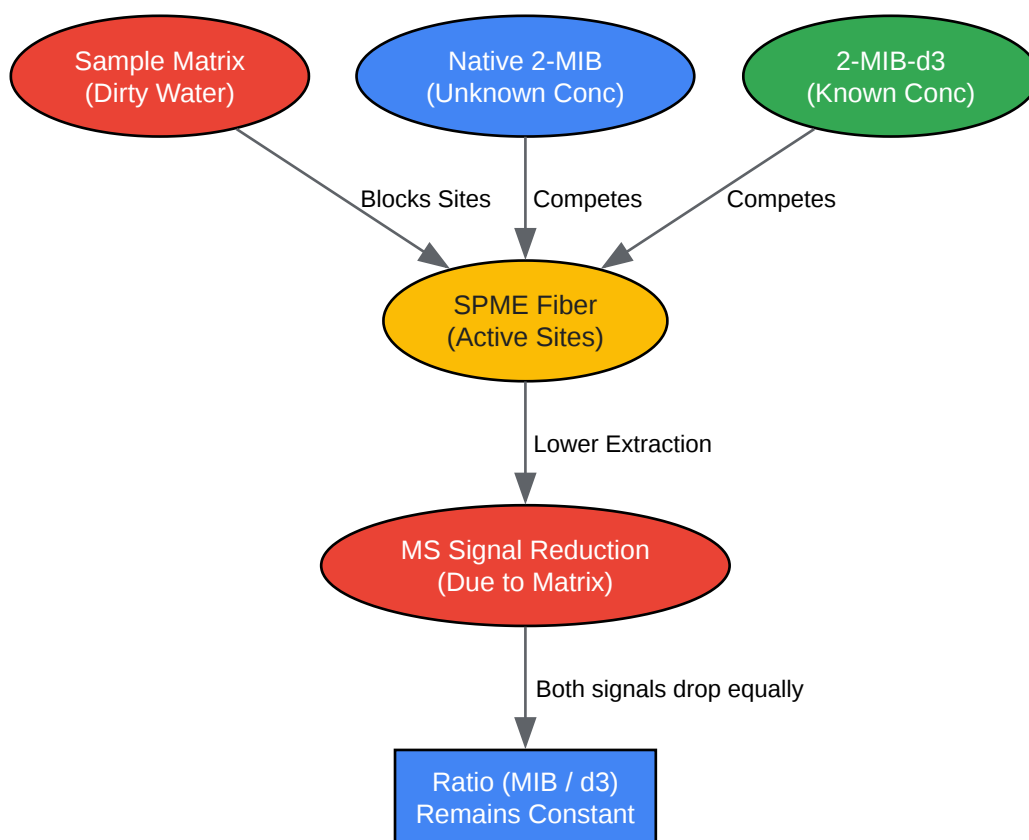 Sample Matrix
(Dirty Water)
Native 2-MIB
(Unknown Conc)
2-MIB-d3
(Known Conc)
Blocks Sites
Competes
Competes
SPME Fiber
(Active Sites)
Lower Extraction
MS Signal Reduction
(Due to Matrix)
Both signals drop equally
Ratio (MIB / d3)
Remains Constant